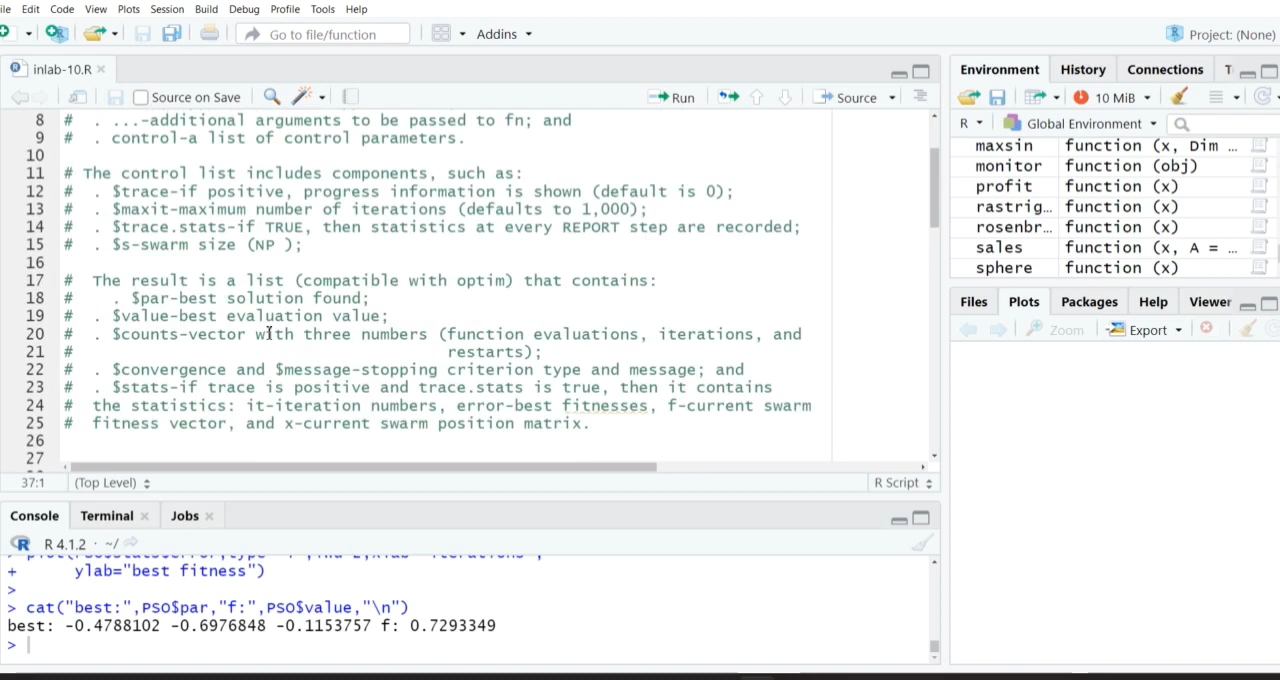 ile Edit Code View Plots Session Build Debug Profile Tools Help
Go to file/function Addins Project: (None)
inlab-10.R
Source on Save Run Source
8 # . ...-additional arguments to be passed to fn; and
9 # . control-a list of control parameters.
10
11 # The control list includes components, such as:
12 # . $trace-if positive, progress information is shown (default is 0);
13 # . $maxit-maximum number of iterations (defaults to 1,000);
14 # . $trace.stats-if TRUE, then statistics at every REPORT step are recorded;
15 # . $s-swarm size (NP );
16
17 # The result is a list (compatible with optim) that contains:
18 # . $par-best solution found;
19 # . $value-best evaluation value;
20 # . $counts-vector with three numbers (function evaluations, iterations, and
21 # restarts);
22 # . $convergence and $message-stopping criterion type and message; and
23 # . $stats-if trace is positive and trace.stats is true, then it contains
24 # the statistics: it-iteration numbers, error-best fitnesses, f-current swarm
25 # fitness vector, and x-current swarm position matrix.
26
27
37:1 (Top Level) R Script
Console Terminal Jobs
R 4.1.2 · ~/
+ ylab="best fitness")
>
> cat("best:",PSO$par,"f:",PSO$value,"\n")
best: -0.4788102 -0.6976848 -0.1153757 f: 0.7293349
>
Environment History Connections T
10 MiB
R Global Environment
maxsin function (x, Dim …
monitor function (obj)
profit function (x)
rastrig… function (x)
rosenbr… function (x)
sales function (x, A = …
sphere function (x)
Files Plots Packages Help Viewer
Zoom Export